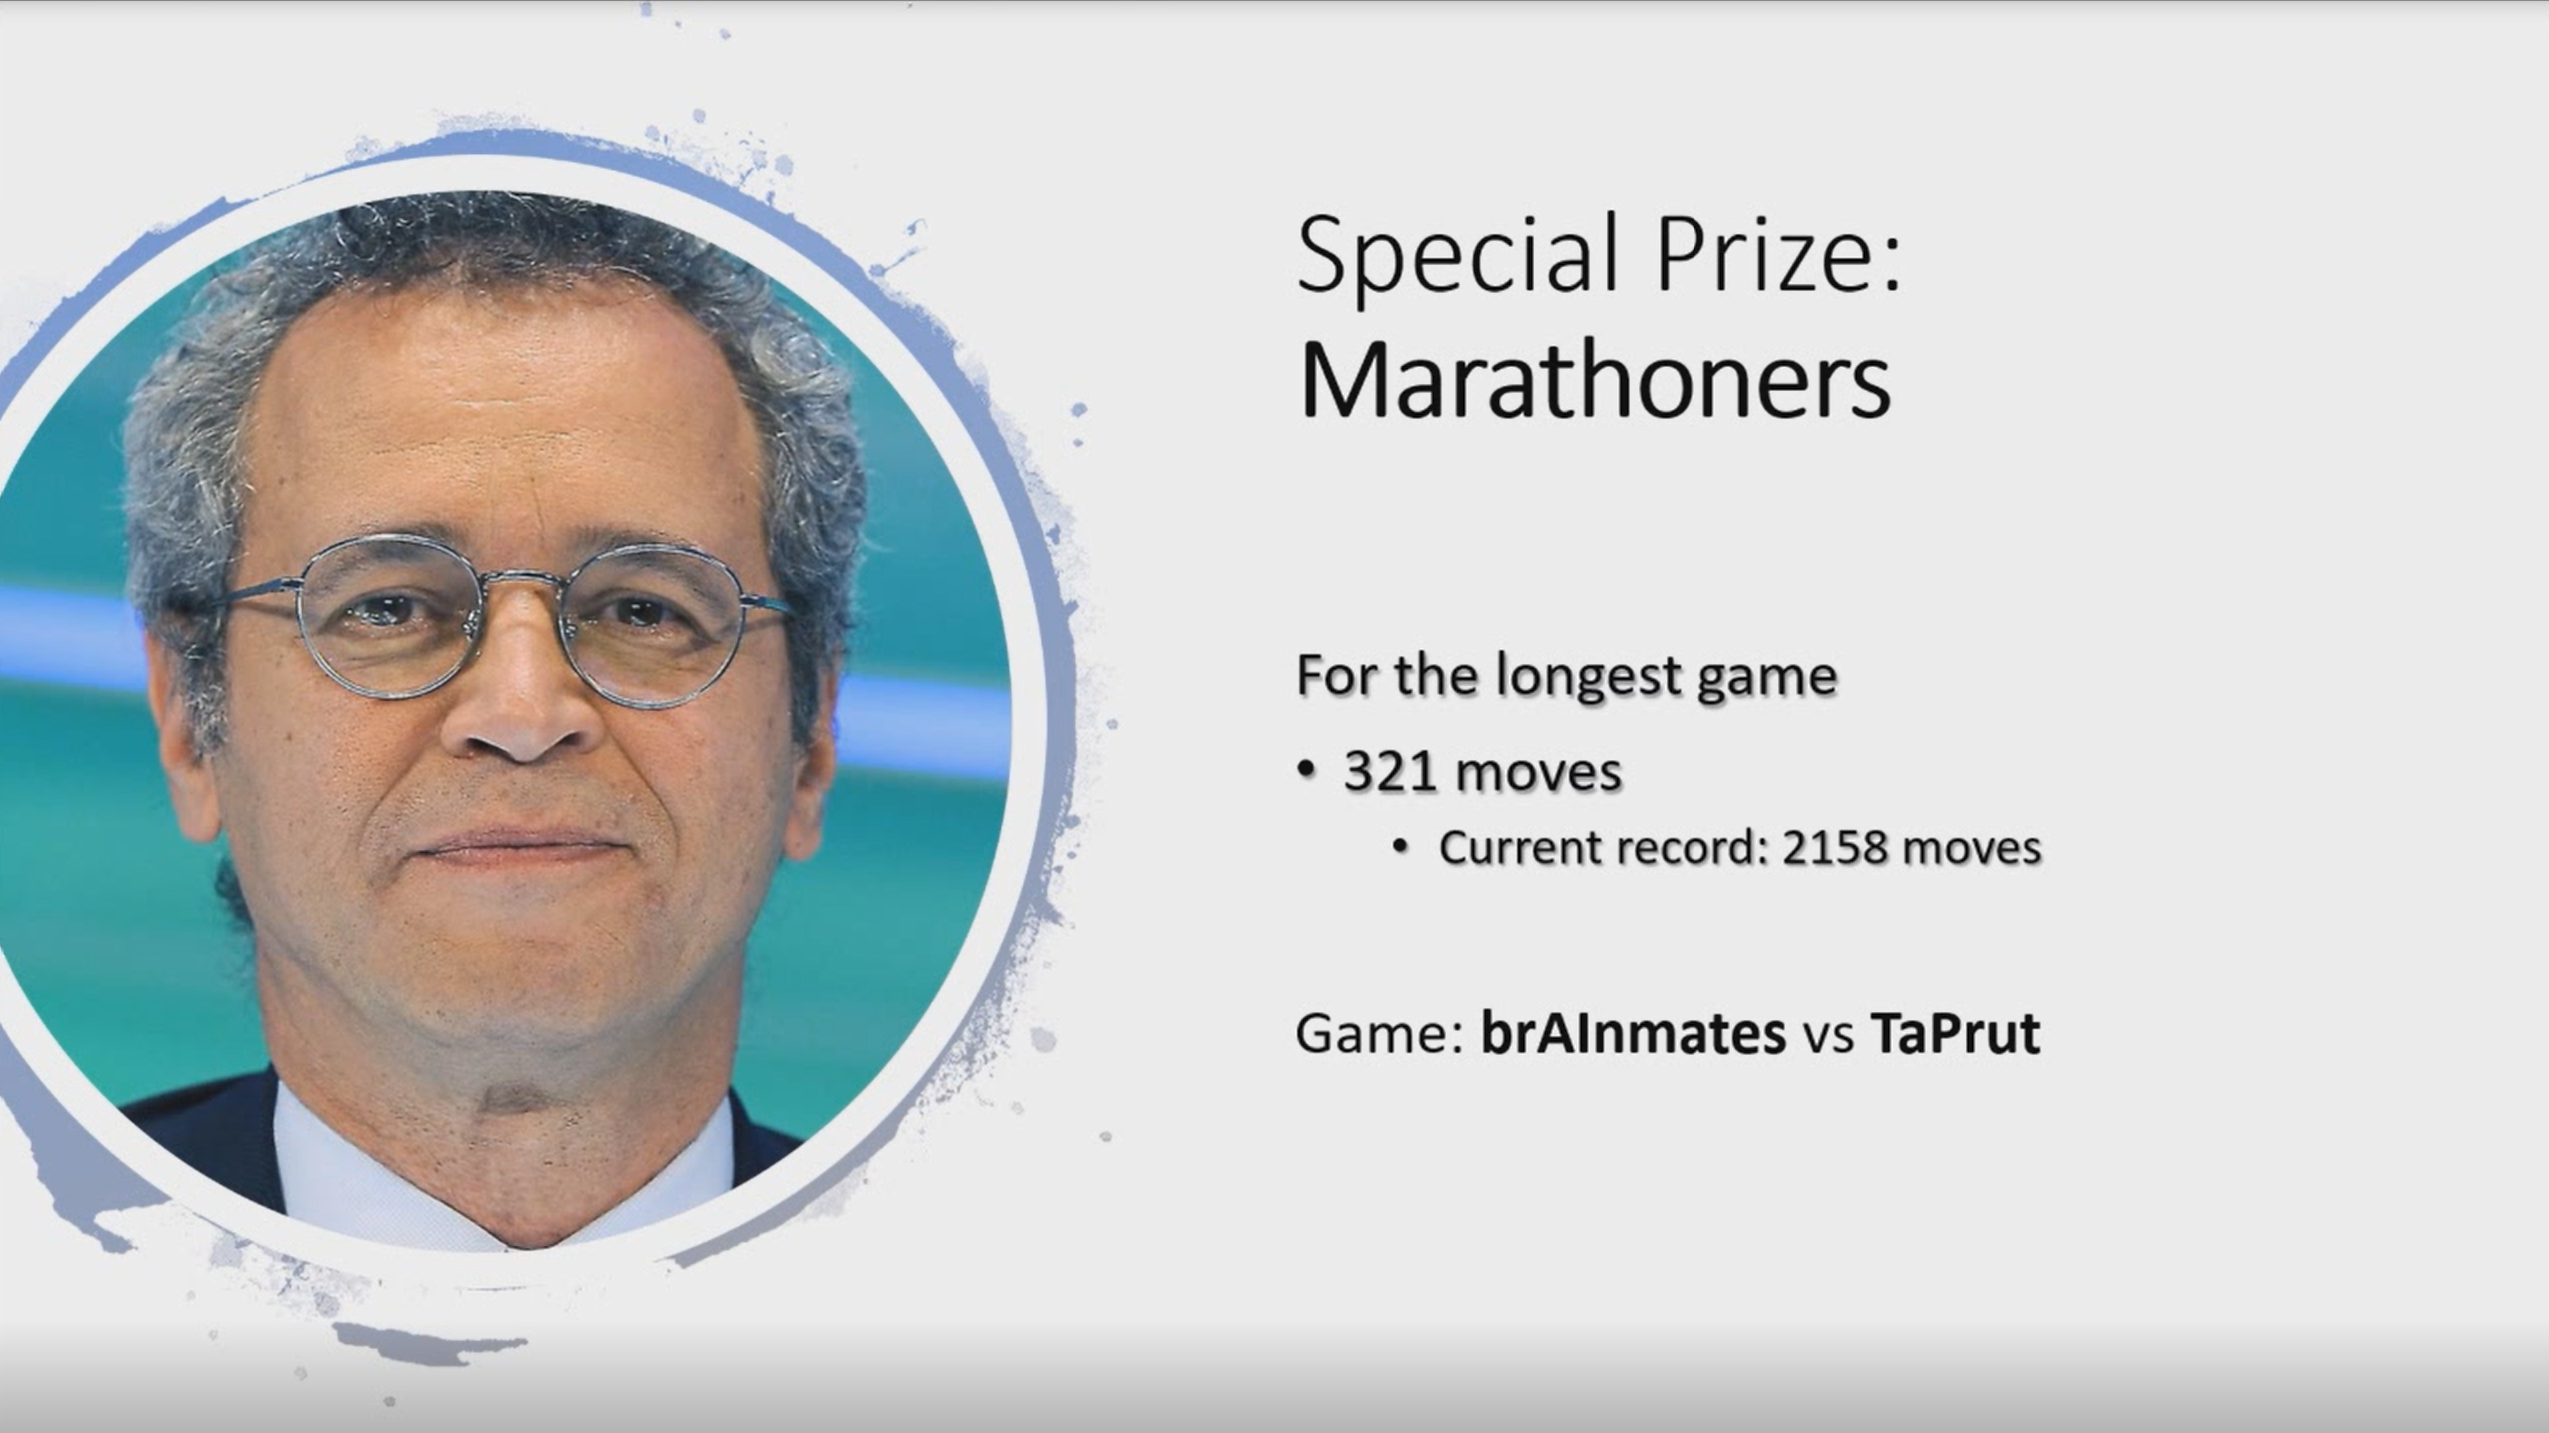 Special Prize:
Marathoners
For the longest game
• 321 moves
• Current record: 2158 moves
Game: brAInmates vs TaPrut